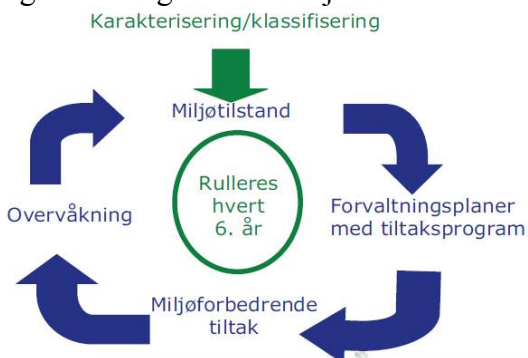 Karakterisering/klassifisering
Miljøtilstand
Rulleres
hvert
6. år
Overvåkning
Forvaltningsplaner
med tiltaksprogram
Miljøforbedrende
tiltak